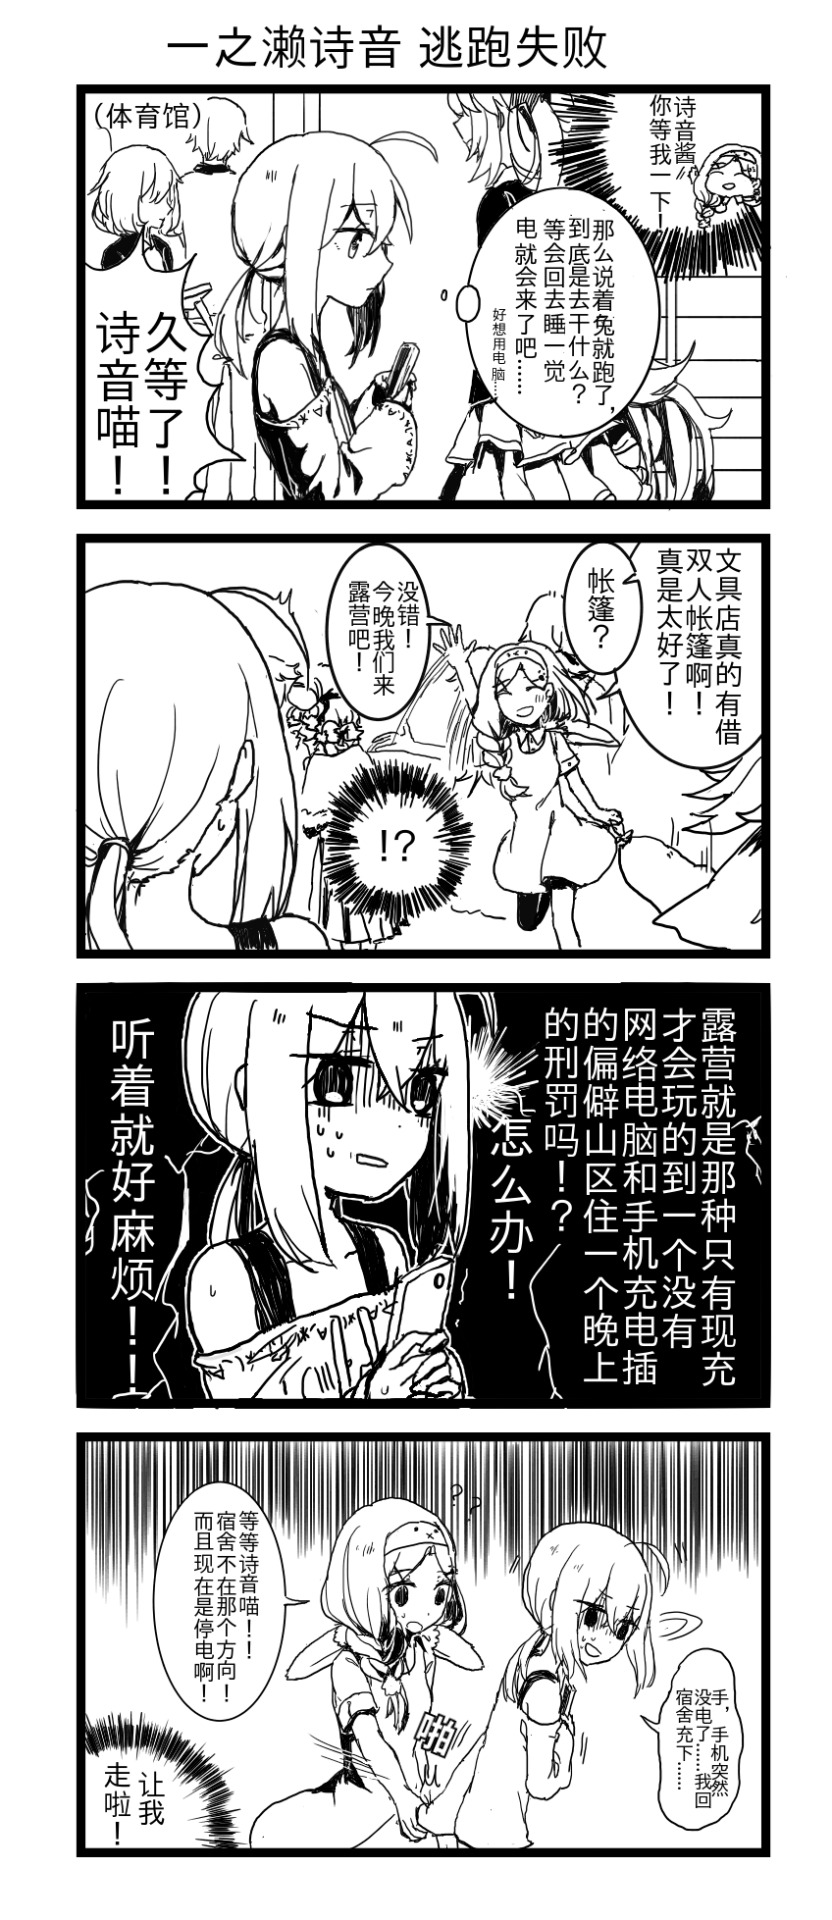 一之濑诗音 逃跑失败
诗音酱〃
你等我一下！
（体育馆）
那么说着兔就跑了，
到底是去干什么？
等会回去睡一觉
电就会来了吧……
好想用电脑……
久等了！
诗音喵！
文具店真的有借
双人帐篷啊！
真是太好了！
帐篷？
没错！
今晚我们来
露营吧！
！？
露营就是那种只有现充
才会玩的到一个没有
网络电脑和手机充电插
的偏僻山区住一个晚上
的刑罚吗！？
怎么办！
听着就好麻烦！！
？？
手，手机突然
没电了……我回
宿舍充下……
等等诗音喵！！
宿舍不在那个方向！
而且现在是停电啊！
啪
让我
走啦！